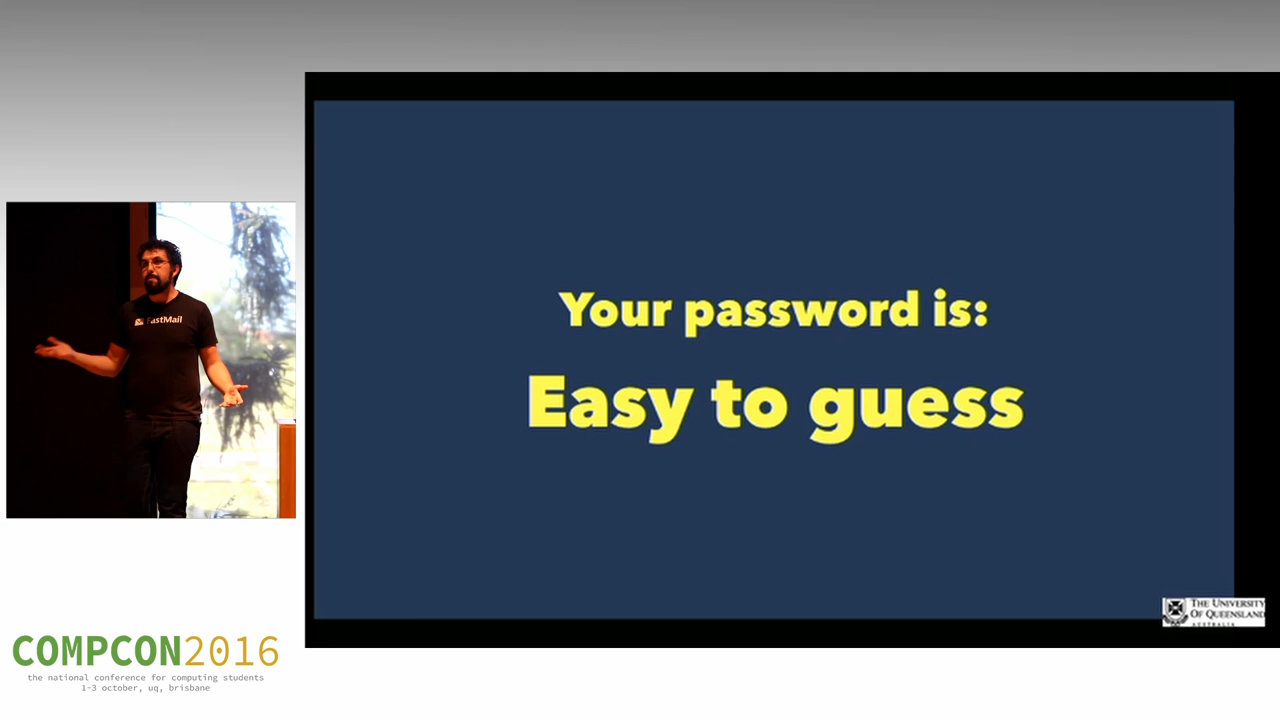 Your password is:
Easy to guess
FastMail
THE UNIVERSITY
OF QUEENSLAND
AUSTRALIA
COMPCON2016
the national conference for computing students
1-3 october, uq, brisbane